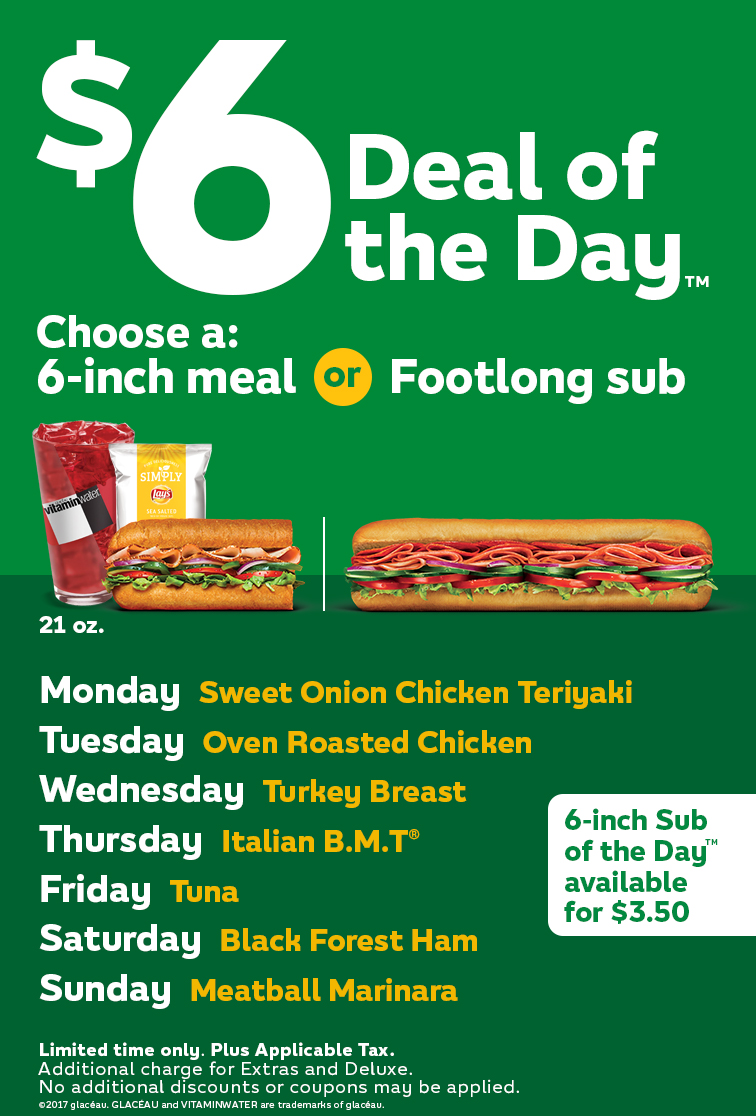 $6 Deal of
the Day™
Choose a:
6-inch meal or Footlong sub
vitaminwater
SIMPLY
Lay's
SEA SALTED
21 oz.
Monday Sweet Onion Chicken Teriyaki
Tuesday Oven Roasted Chicken
Wednesday Turkey Breast
Thursday Italian B.M.T®
Friday Tuna
Saturday Black Forest Ham
Sunday Meatball Marinara
6-inch Sub
of the Day™
available
for $3.50
Limited time only. Plus Applicable Tax.
Additional charge for Extras and Deluxe.
No additional discounts or coupons may be applied.
©2017 glacéau. GLACÉAU and VITAMINWATER are trademarks of glacéau.